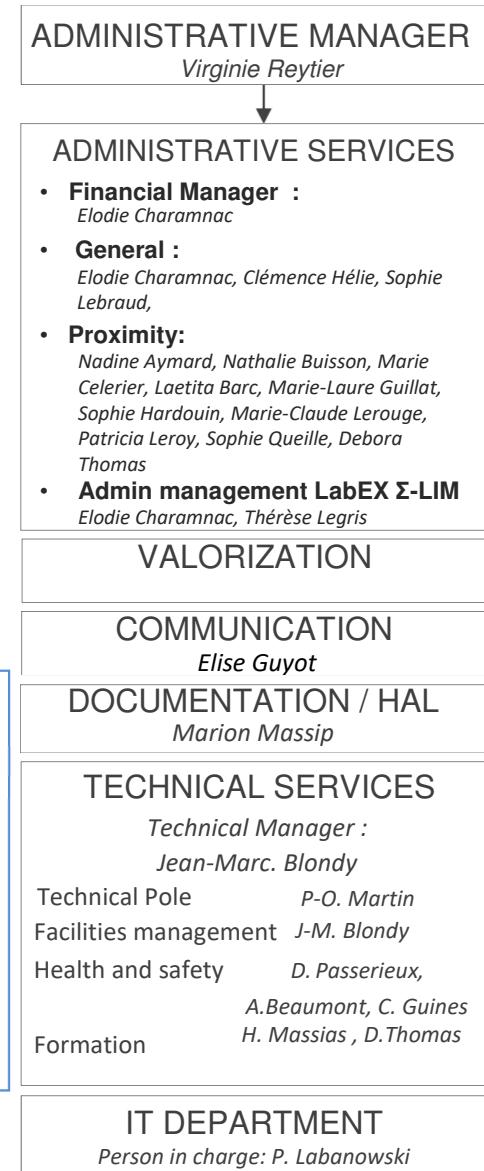 ADMINISTRATIVE MANAGER
Virginie Reytier
ADMINISTRATIVE SERVICES
• Financial Manager :
Elodie Charamnac
• General :
Elodie Charamnac, Clémence Hélie, Sophie
Lebraud,
• Proximity:
Nadine Aymard, Nathalie Buisson, Marie
Celerier, Laetita Barc, Marie-Laure Guillat,
Sophie Hardouin, Marie-Claude Lerouge,
Patricia Leroy, Sophie Queille, Debora
Thomas
• Admin management LabEX Σ-LIM
Elodie Charamnac, Thérèse Legris
VALORIZATION
COMMUNICATION
Elise Guyot
DOCUMENTATION / HAL
Marion Massip
TECHNICAL SERVICES
Technical Manager :
Jean-Marc. Blondy
Technical Pole P-O. Martin
Facilities management J-M. Blondy
Health and safety D. Passerieux,
A.Beaumont, C. Guines
Formation H. Massias , D.Thomas
IT DEPARTMENT
Person in charge: P. Labanowski